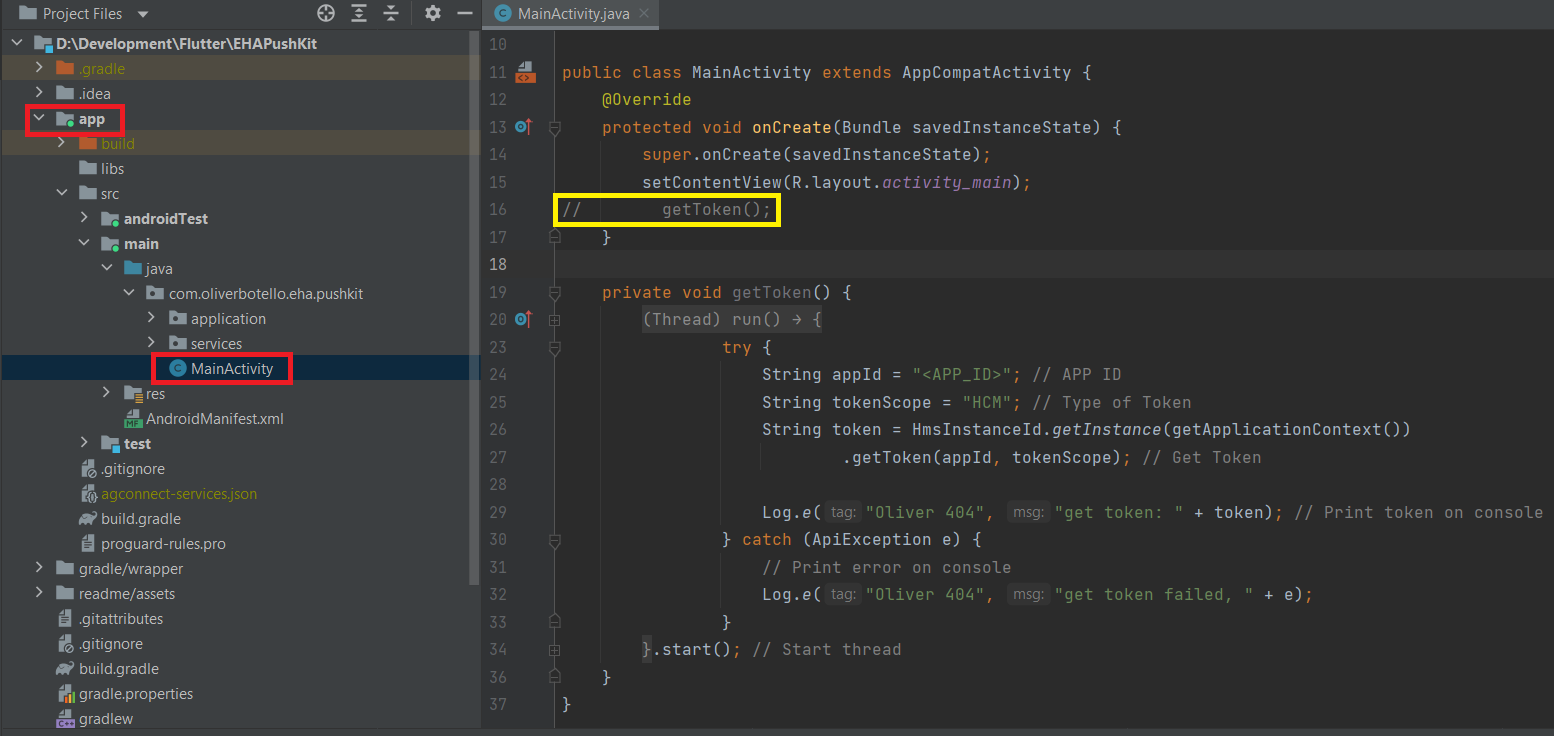 Project Files
D:\Development\Flutter\EHAPushKit
.gradle
.idea
app
build
libs
src
androidTest
main
java
com.oliverbotello.eha.pushkit
application
services
C MainActivity
res
MF AndroidManifest.xml
test
.gitignore
agconnect-services.json
build.gradle
proguard-rules.pro
gradle/wrapper
readme/assets
.gitattributes
.gitignore
build.gradle
gradle.properties
C++ gradlew
C MainActivity.java
10
11 public class MainActivity extends AppCompatActivity {
12 @Override
13 protected void onCreate(Bundle savedInstanceState) {
14 super.onCreate(savedInstanceState);
15 setContentView(R.layout.activity_main);
16 // getToken();
17 }
18
19 private void getToken() {
20 (Thread) run() → {
23 try {
24 String appId = "<APP_ID>"; // APP ID
25 String tokenScope = "HCM"; // Type of Token
26 String token = HmsInstanceId.getInstance(getApplicationContext())
27 .getToken(appId, tokenScope); // Get Token
28
29 Log.e( tag: "Oliver 404", msg: "get token: " + token); // Print token on console
30 } catch (ApiException e) {
31 // Print error on console
32 Log.e( tag: "Oliver 404", msg: "get token failed, " + e);
33 }
34 }.start(); // Start thread
36 }
37 }